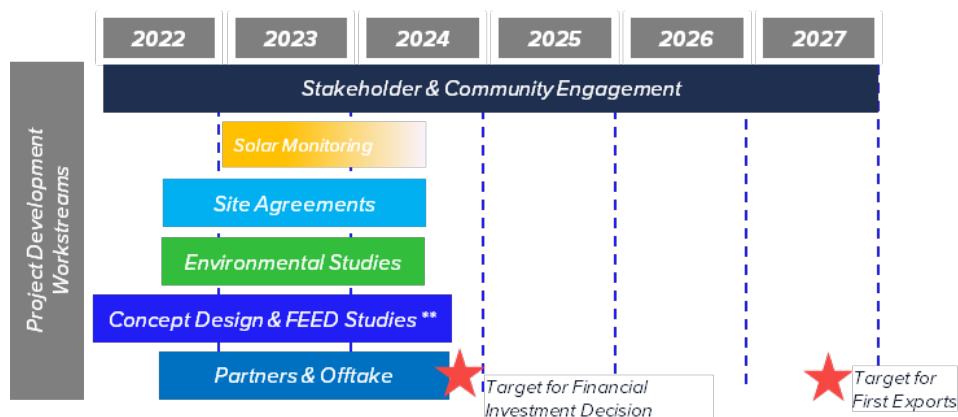 2022 2023 2024 2025 2026 2027
Project Development
Workstreams
Stakeholder & Community Engagement
Solar Monitoring
Site Agreements
Environmental Studies
Concept Design & FEED Studies **
Partners & Offtake
Target for Financial
Investment Decision
Target for
First Exports